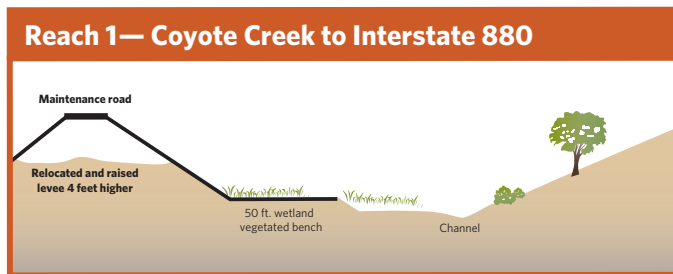 Reach 1— Coyote Creek to Interstate 880
Maintenance road
Relocated and raised
levee 4 feet higher
50 ft. wetland
vegetated bench
Channel